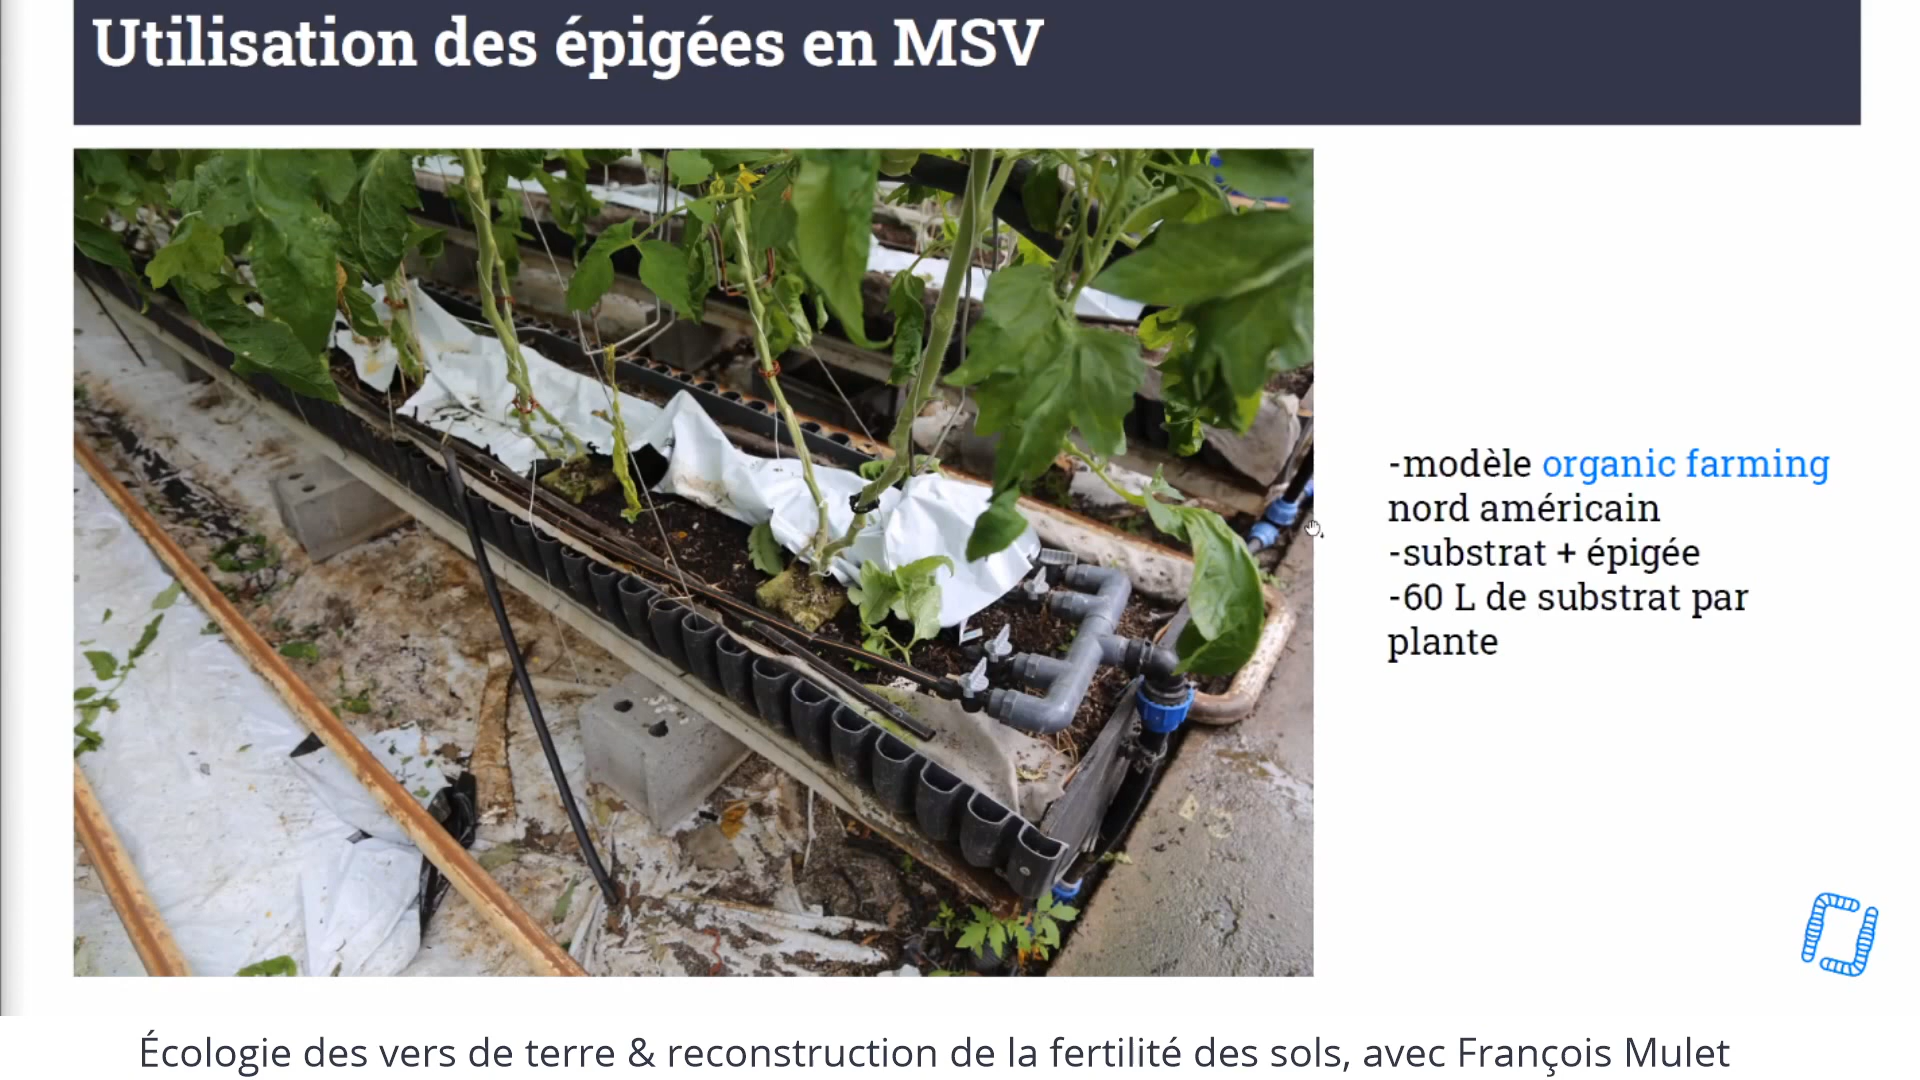 Utilisation des épigées en MSV
-modèle organic farming
nord américain
-substrat + épigée
-60 L de substrat par
plante
Écologie des vers de terre & reconstruction de la fertilité des sols, avec François Mulet